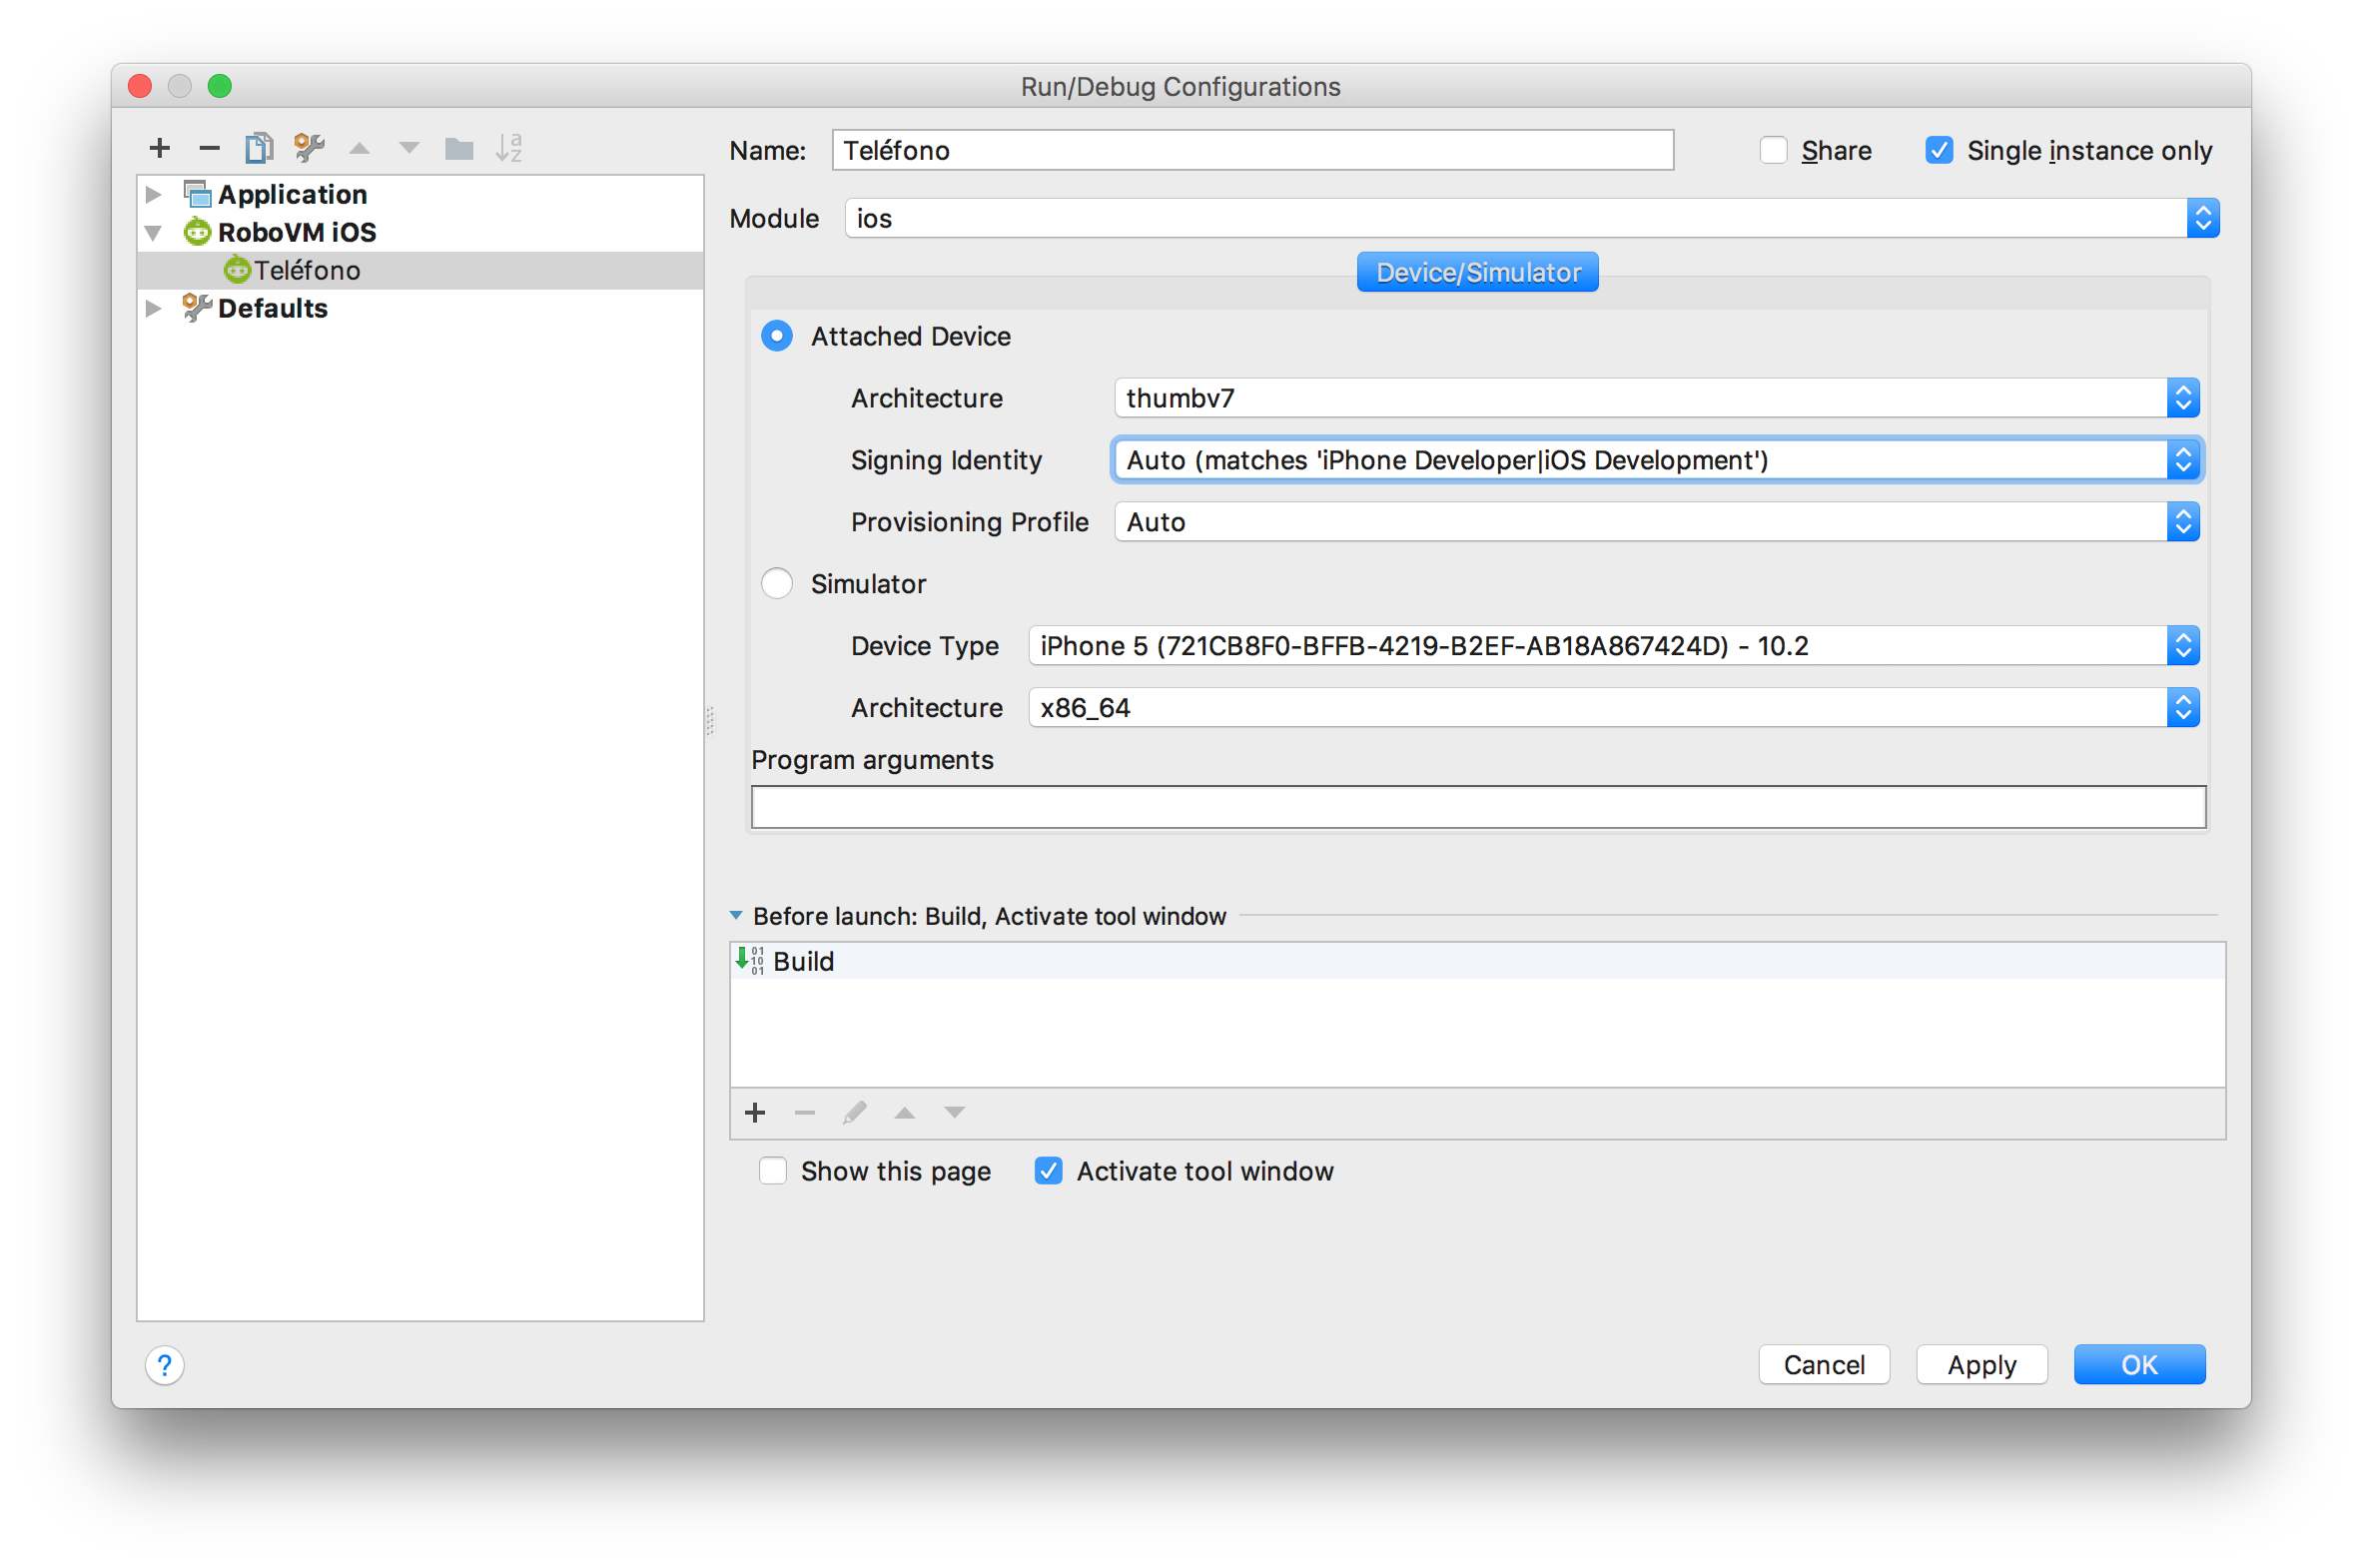 Run/Debug Configurations
Name: Teléfono Share Single instance only
Application
RoboVM iOS
Teléfono
Defaults
Module ios
Device/Simulator
Attached Device
Architecture thumbv7
Signing Identity Auto (matches 'iPhone Developer|iOS Development')
Provisioning Profile Auto
Simulator
Device Type iPhone 5 (721CB8F0-BFFB-4219-B2EF-AB18A867424D) - 10.2
Architecture x86_64
Program arguments
Before launch: Build, Activate tool window
Build
Show this page Activate tool window
? Cancel Apply OK